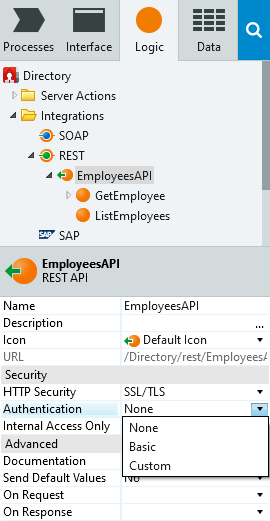 Processes Interface Logic Data
Directory
Server Actions
Integrations
SOAP
REST
EmployeesAPI
GetEmployee
ListEmployees
SAP SAP
EmployeesAPI
REST API
Name EmployeesAPI
Description ...
Icon Default Icon
URL /Directory/rest/Employees
Security
HTTP Security SSL/TLS
Authentication None
Internal Access Only None
Basic
Advanced
Documentation Custom
Send Default Values No
On Request
On Response